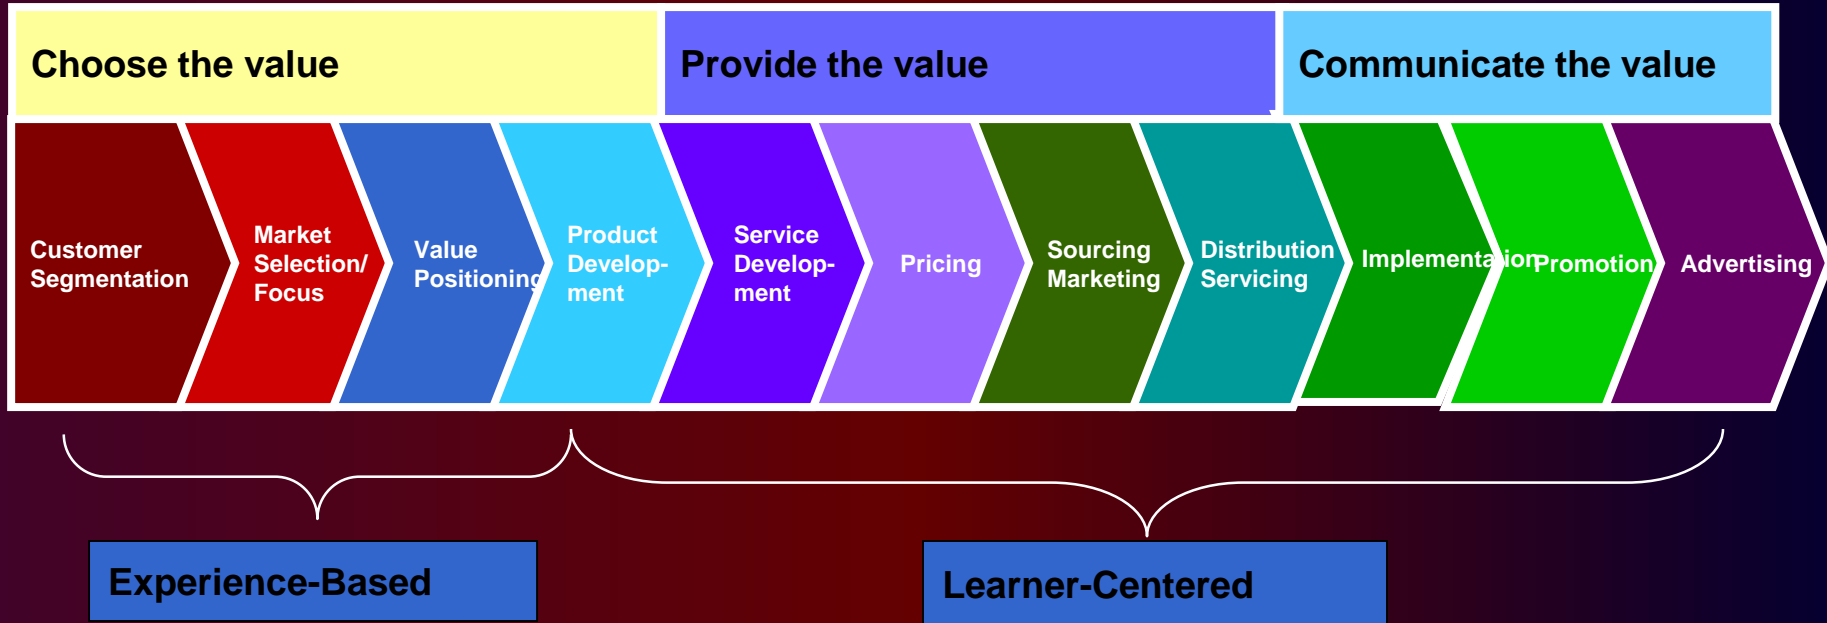 Choose the value
Provide the value
Communicate the value
Customer
Segmentation
Market
Selection/
Focus
Value
Positioning
Product
Develop-
ment
Service
Develop-
ment
Pricing
Sourcing
Marketing
Distribution
Servicing
Implementation
Promotion
Advertising
Experience-Based
Learner-Centered